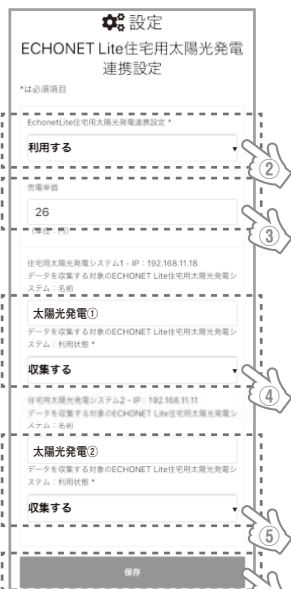 設定
ECHONET Lite住宅用太陽光発電
連携設定
*は必須項目
EchonetLite住宅用太陽光発電連携設定 *
利用する
②
売電単価
26
(単位：円)
③
住宅用太陽光発電システム1 - IP：192.168.11.18
データを収集する対象のECHONET Lite住宅用太陽光発電シ
ステム：名前
太陽光発電①
データを収集する対象のECHONET Lite住宅用太陽光発電シ
ステム：利用状態 *
収集する
④
住宅用太陽光発電システム2 - IP：192.168.11.11
データを収集する対象のECHONET Lite住宅用太陽光発電シ
ステム：名前
太陽光発電②
データを収集する対象のECHONET Lite住宅用太陽光発電シ
ステム：利用状態 *
収集する
⑤
保存